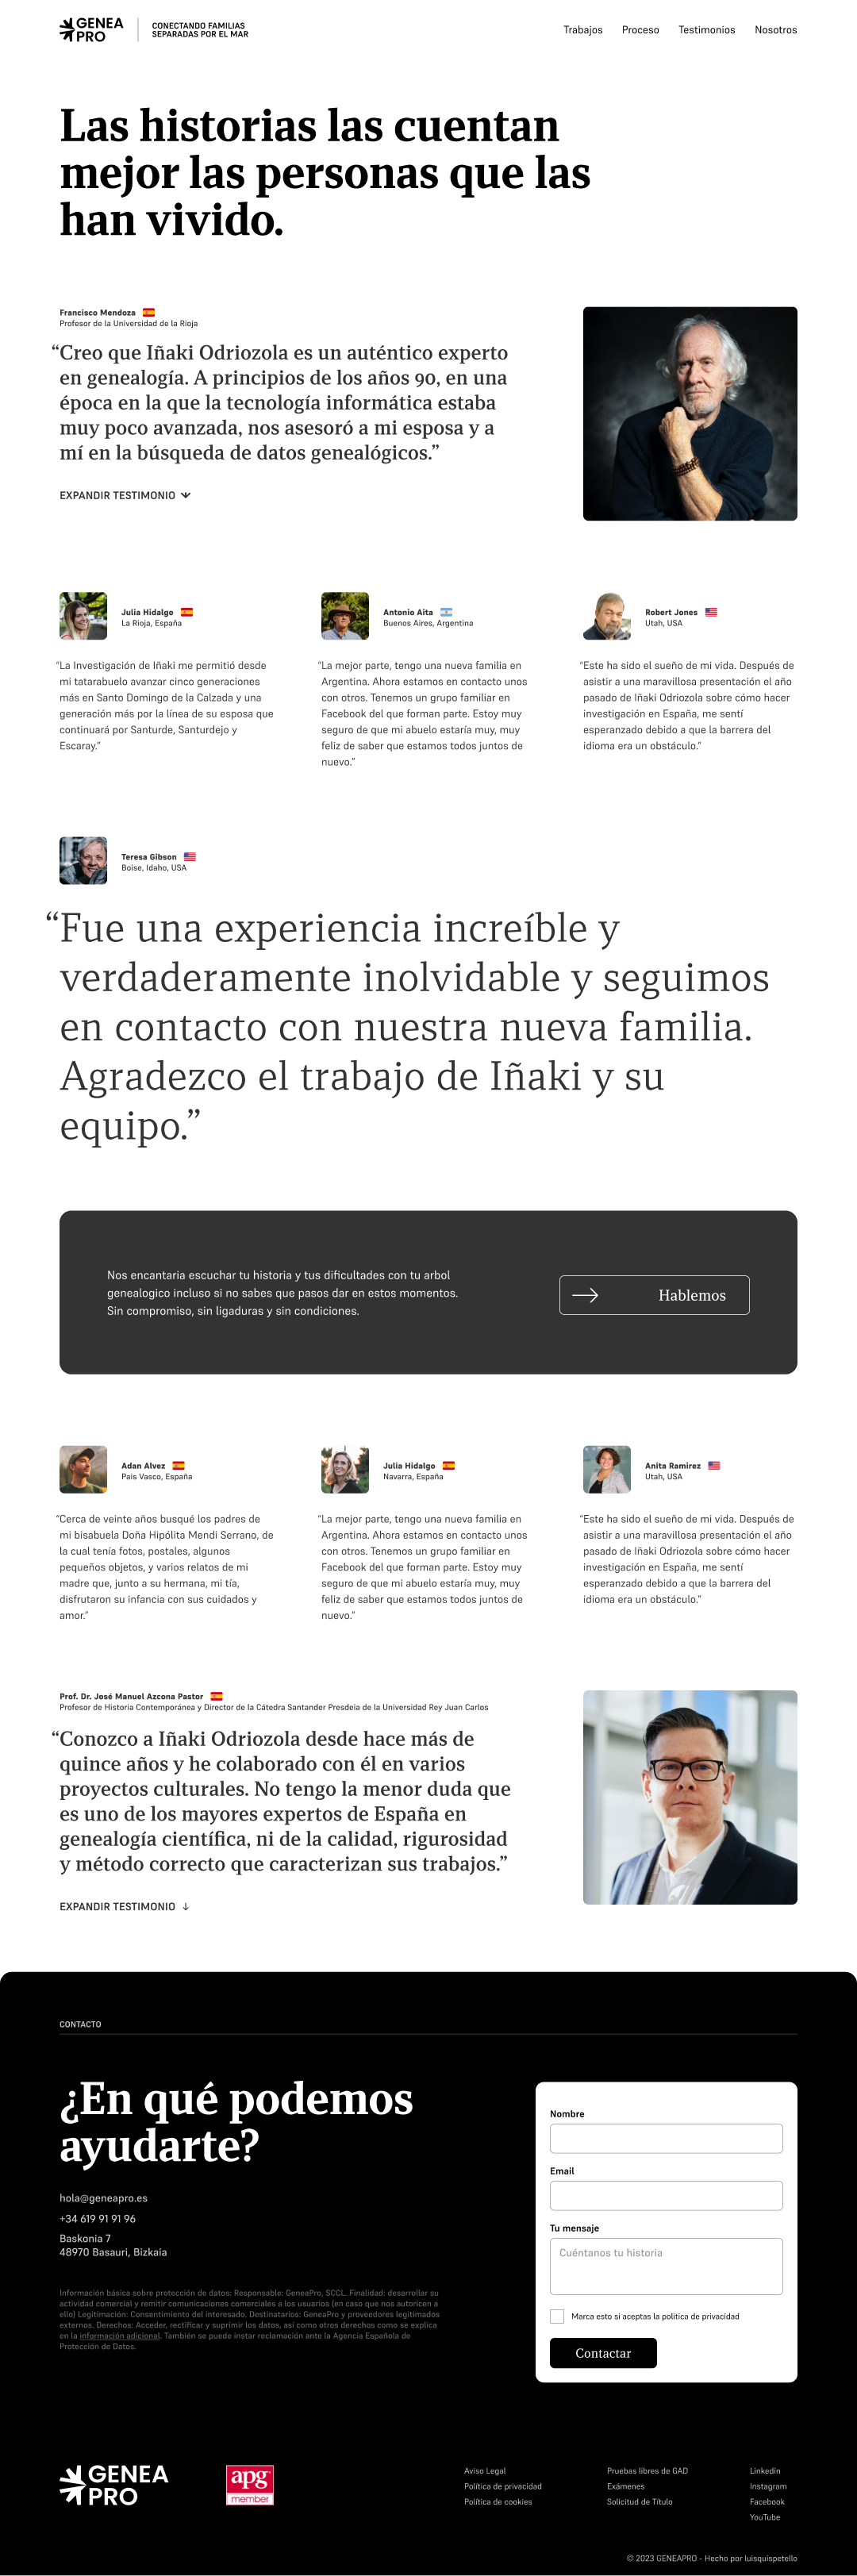 GENEA
PRO
CONECTANDO FAMILIAS
SEPARADAS POR EL MAR
Trabajos
Proceso
Testimonios
Nosotros
Las historias las cuentan
mejor las personas que las
han vivido.
Francisco Mendoza
Profesor de la Universidad de la Rioja
“Creo que Iñaki Odriozola es un auténtico experto
en genealogía. A principios de los años 90, en una
época en la que la tecnología informática estaba
muy poco avanzada, nos asesoró a mi esposa y a
mí en la búsqueda de datos genealógicos.”
EXPANDIR TESTIMONIO
Julia Hidalgo
La Rioja, España
“La Investigación de Iñaki me permitió desde
mi tatarabuelo avanzar cinco generaciones
más en Santo Domingo de la Calzada y una
generación más por la línea de su esposa que
continuará por Santurde, Santurdejo y
Escaray.”
Antonio Aita
Buenos Aires, Argentina
“La mejor parte, tengo una nueva familia en
Argentina. Ahora estamos en contacto unos
con otros. Tenemos un grupo familiar en
Facebook del que forman parte. Estoy muy
seguro de que mi abuelo estaría muy, muy
feliz de saber que estamos todos juntos de
nuevo.”
Robert Jones
Utah, USA
“Este ha sido el sueño de mi vida. Después de
asistir a una maravillosa presentación el año
pasado de Iñaki Odriozola sobre cómo hacer
investigación en España, me sentí
esperanzado debido a que la barrera del
idioma era un obstáculo.”
Teresa Gibson
Boise, Idaho, USA
“Fue una experiencia increíble y
verdaderamente inolvidable y seguimos
en contacto con nuestra nueva familia.
Agradezco el trabajo de Iñaki y su
equipo.”
Nos encantaria escuchar tu historia y tus dificultades con tu arbol
genealogico incluso si no sabes que pasos dar en estos momentos.
Sin compromiso, sin ligaduras y sin condiciones.
Hablemos
Adan Alvez
Pais Vasco, España
“Cerca de veinte años busqué los padres de
mi bisabuela Doña Hipólita Mendi Serrano, de
la cual tenía fotos, postales, algunos
pequeños objetos, y varios relatos de mi
madre que, junto a su hermana, mi tía,
disfrutaron su infancia con sus cuidados y
amor.”
Julia Hidalgo
Navarra, España
“La mejor parte, tengo una nueva familia en
Argentina. Ahora estamos en contacto unos
con otros. Tenemos un grupo familiar en
Facebook del que forman parte. Estoy muy
seguro de que mi abuelo estaría muy, muy
feliz de saber que estamos todos juntos de
nuevo.”
Anita Ramirez
Utah, USA
“Este ha sido el sueño de mi vida. Después de
asistir a una maravillosa presentación el año
pasado de Iñaki Odriozola sobre cómo hacer
investigación en España, me sentí
esperanzado debido a que la barrera del
idioma era un obstáculo.”
Prof. Dr. José Manuel Azcona Pastor
Profesor de Historia Contemporánea y Director de la Cátedra Santander Presdeia de la Universidad Rey Juan Carlos
“Conozco a Iñaki Odriozola desde hace más de
quince años y he colaborado con él en varios
proyectos culturales. No tengo la menor duda que
es uno de los mayores expertos de España en
genealogía científica, ni de la calidad, rigurosidad
y método correcto que caracterizan sus trabajos.”
EXPANDIR TESTIMONIO
CONTACTO
¿En qué podemos
ayudarte?
hola@geneapro.es
+34 619 91 91 96
Baskonia 7
48970 Basauri, Bizkaia
Información básica sobre protección de datos: Responsable: GeneaPro, SCCL. Finalidad: desarrollar su
actividad comercial y remitir comunicaciones comerciales a los usuarios (en caso que nos autoricen a
ello) Legitimación: Consentimiento del interesado. Destinatarios: GeneaPro y proveedores legitimados
externos. Derechos: Acceder, rectificar y suprimir los datos, así como otros derechos como se explica
en la información adicional. También se puede instar reclamación ante la Agencia Española de
Protección de Datos.
Nombre
Email
Tu mensaje
Cuéntanos tu historia
Marca esto si aceptas la politica de privacidad
Contactar
GENEA
PRO
apg
member
Aviso Legal
Política de privacidad
Política de cookies
Pruebas libres de GAD
Exámenes
Solicitud de Título
Linkedin
Instagram
Facebook
YouTube
© 2023 GENEAPRO - Hecho por luisquispetello